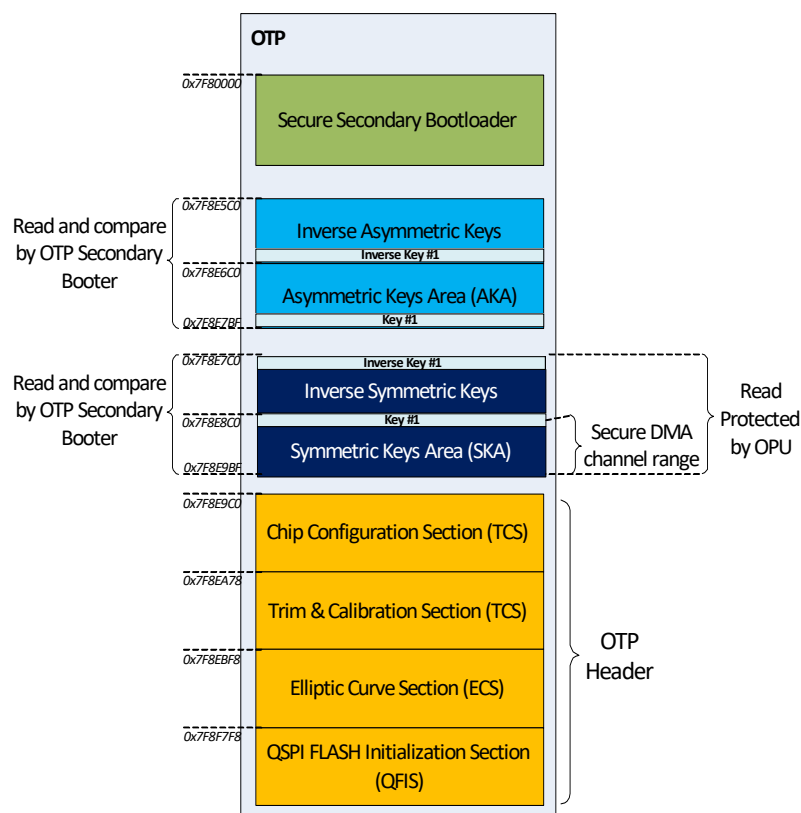 OTP
0x7F80000
Secure Secondary Bootloader
0x7F8E5C0
Read and compare
by OTP Secondary
Booter
Inverse Asymmetric Keys
Inverse Key #1
0x7F8E6C0
Asymmetric Keys Area (AKA)
Key #1
0x7F8E7BF
0x7F8E7C0
Read and compare
by OTP Secondary
Booter
Inverse Key #1
Inverse Symmetric Keys
0x7F8E8C0
Key #1
Symmetric Keys Area (SKA)
0x7F8E9BF
Secure DMA
channel range
Read
Protected
by OPU
0x7F8E9C0
Chip Configuration Section (TCS)
0x7F8EA78
Trim & Calibration Section (TCS)
OTP
Header
0x7F8EBF8
Elliptic Curve Section (ECS)
0x7F8F7F8
QSPI FLASH Initialization Section
(QFIS)